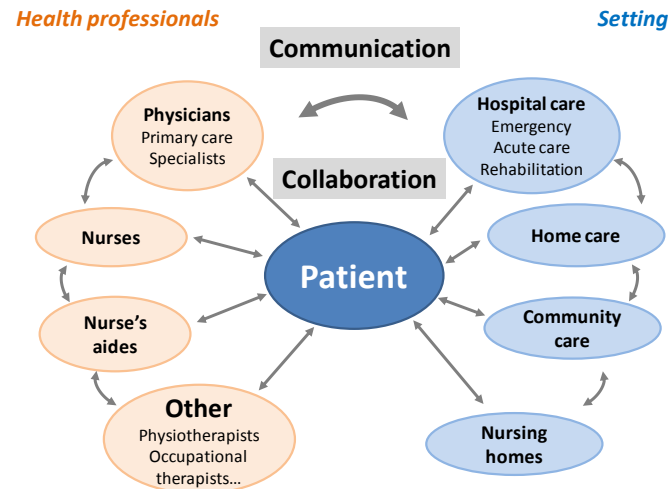 Health professionals
Setting
Communication
Physicians
Primary care
Specialists
Hospital care
Emergency
Acute care
Rehabilitation
Collaboration
Nurses
Patient
Home care
Nurse's
aides
Community
care
Other
Physiotherapists
Occupational
therapists…
Nursing
homes